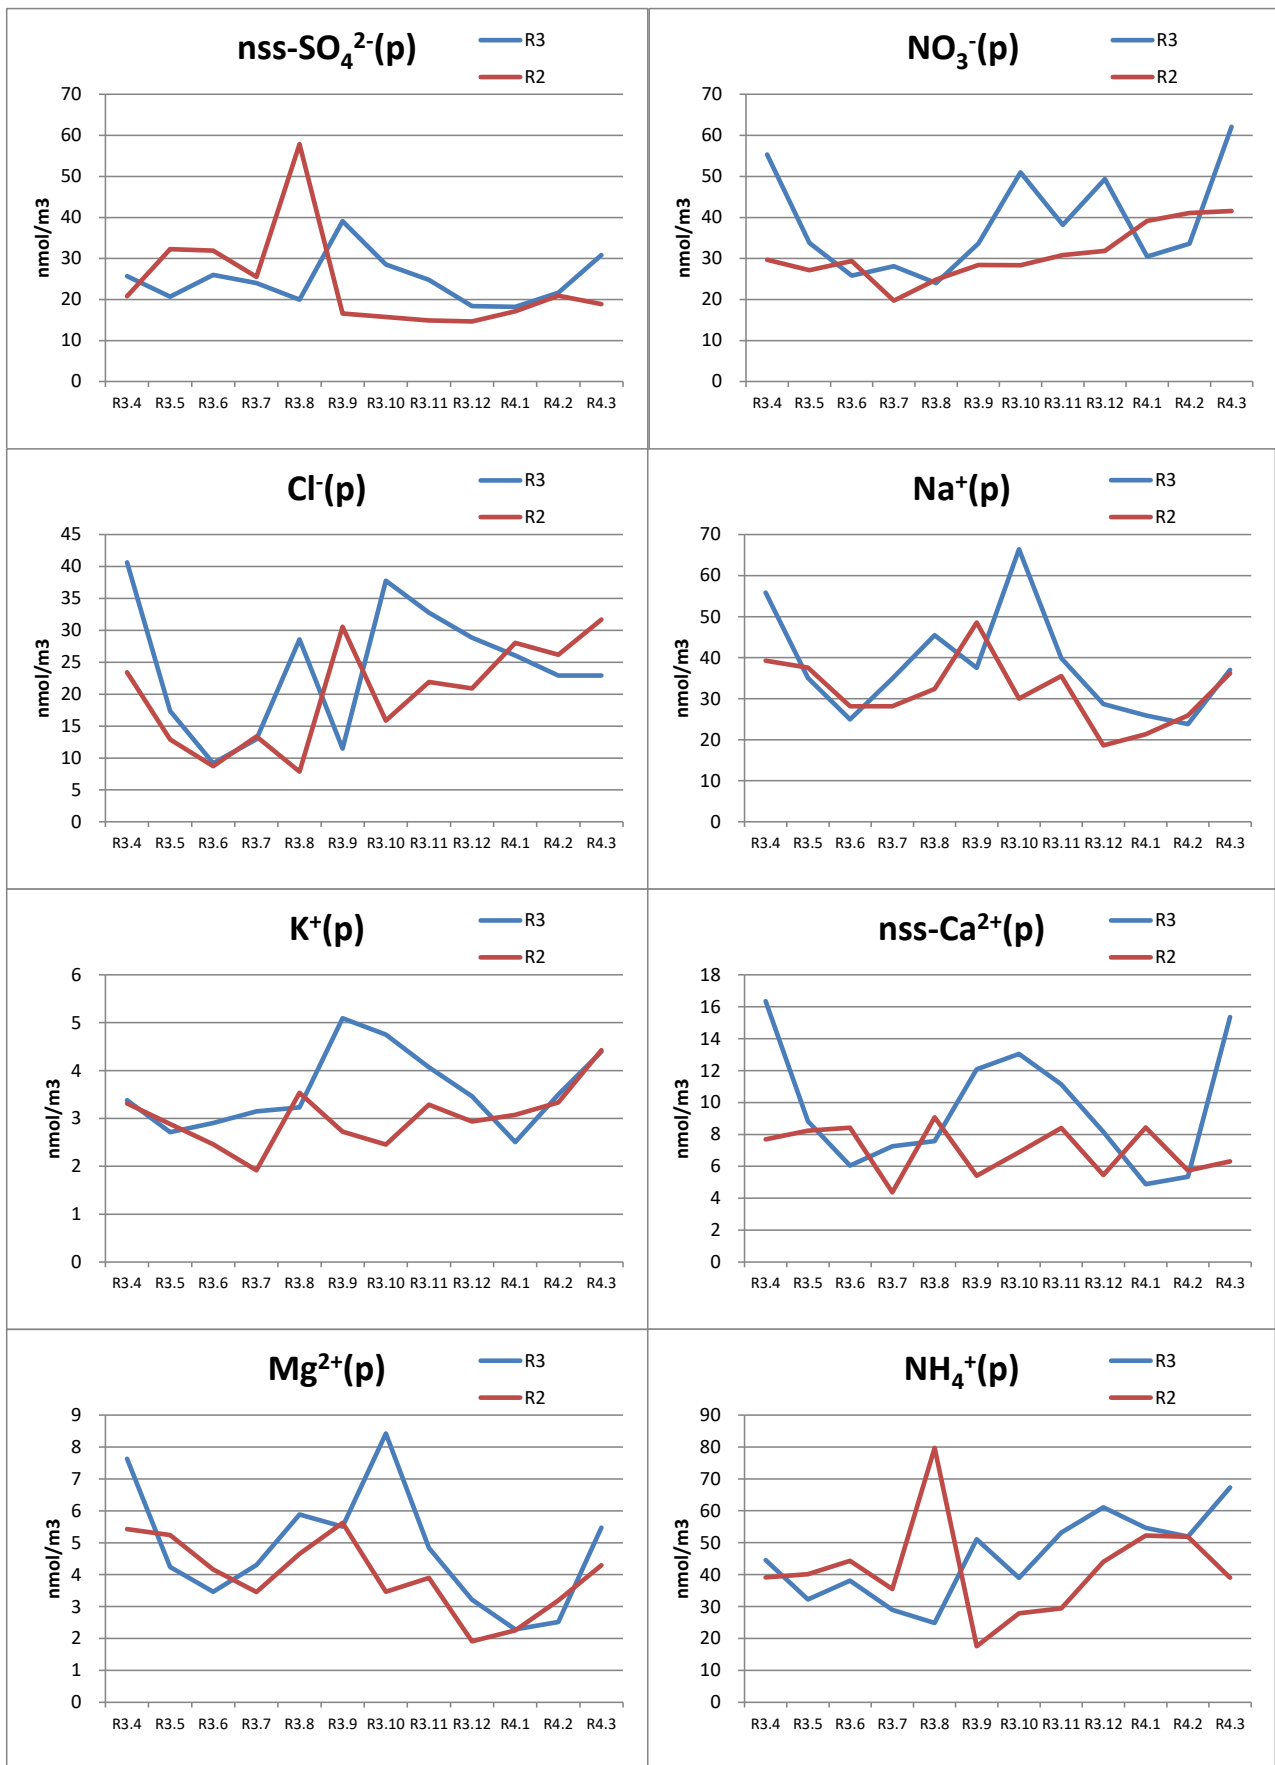 nss-SO₄²⁻(p)
R3
R2
nmol/m3
70
60
50
40
30
20
10
0
R3.4 R3.5 R3.6 R3.7 R3.8 R3.9 R3.10 R3.11 R3.12 R4.1 R4.2 R4.3
NO₃⁻(p)
R3
R2
nmol/m3
70
60
50
40
30
20
10
0
R3.4 R3.5 R3.6 R3.7 R3.8 R3.9 R3.10 R3.11 R3.12 R4.1 R4.2 R4.3
Cl⁻(p)
R3
R2
nmol/m3
45
40
35
30
25
20
15
10
5
0
R3.4 R3.5 R3.6 R3.7 R3.8 R3.9 R3.10 R3.11 R3.12 R4.1 R4.2 R4.3
Na⁺(p)
R3
R2
nmol/m3
70
60
50
40
30
20
10
0
R3.4 R3.5 R3.6 R3.7 R3.8 R3.9 R3.10 R3.11 R3.12 R4.1 R4.2 R4.3
K⁺(p)
R3
R2
nmol/m3
6
5
4
3
2
1
0
R3.4 R3.5 R3.6 R3.7 R3.8 R3.9 R3.10 R3.11 R3.12 R4.1 R4.2 R4.3
nss-Ca²⁺(p)
R3
R2
nmol/m3
18
16
14
12
10
8
6
4
2
0
R3.4 R3.5 R3.6 R3.7 R3.8 R3.9 R3.10 R3.11 R3.12 R4.1 R4.2 R4.3
Mg²⁺(p)
R3
R2
nmol/m3
9
8
7
6
5
4
3
2
1
0
R3.4 R3.5 R3.6 R3.7 R3.8 R3.9 R3.10 R3.11 R3.12 R4.1 R4.2 R4.3
NH₄⁺(p)
R3
R2
nmol/m3
90
80
70
60
50
40
30
20
10
0
R3.4 R3.5 R3.6 R3.7 R3.8 R3.9 R3.10 R3.11 R3.12 R4.1 R4.2 R4.3